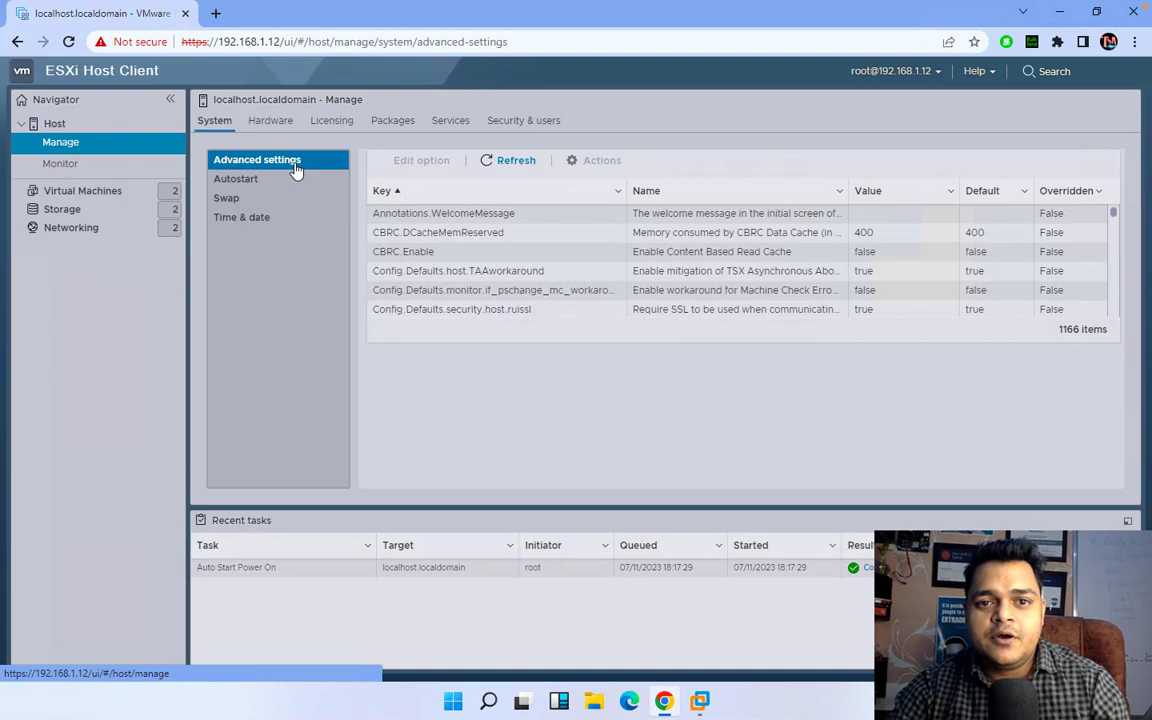 localhost.localdomain - VMware
Not secure https://192.168.1.12/ui/#/host/manage/system/advanced-settings
vm ESXi Host Client
root@192.168.1.12 Help Search
Navigator
Host
Manage
Monitor
Virtual Machines 2
Storage 2
Networking 2
localhost.localdomain - Manage
System Hardware Licensing Packages Services Security & users
Advanced settings
Autostart
Swap
Time & date
Edit option Refresh Actions
Key Name Value Default Overridden
Annotations.WelcomeMessage The welcome message in the initial screen of... False
CBRC.DCacheMemReserved Memory consumed by CBRC Data Cache (in ... 400 400 False
CBRC.Enable Enable Content Based Read Cache false false False
Config.Defaults.host.TAAworkaround Enable mitigation of TSX Asynchronous Abo... true true False
Config.Defaults.monitor.if_pschange_mc_workaro... Enable workaround for Machine Check Erro... false false False
Config.Defaults.security.host.ruissl Require SSL to be used when communicatin... true true False
1166 items
Recent tasks
Task Target Initiator Queued Started
Auto Start Power On localhost.localdomain root 07/11/2023 18:17:29 07/11/2023 18:17:29
https://192.168.1.12/ui/#/host/manage